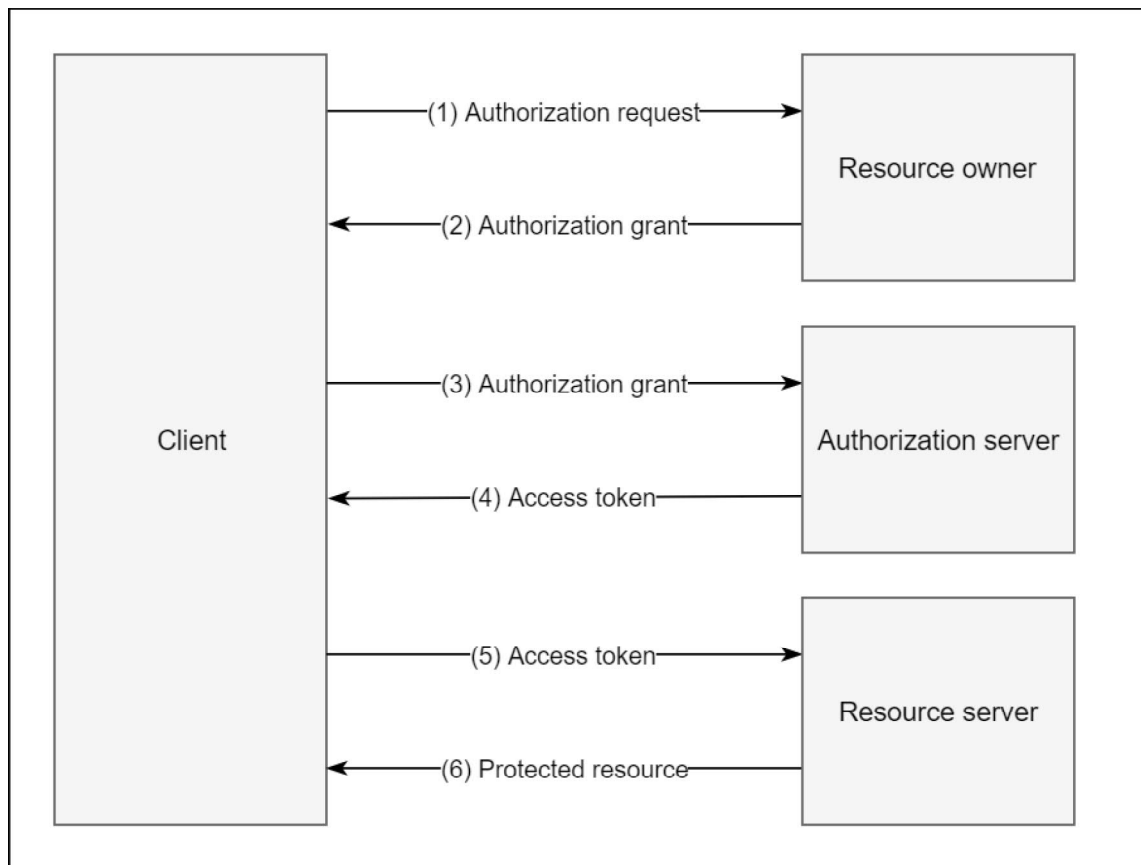 (1) Authorization request
Resource owner
(2) Authorization grant
(3) Authorization grant
Client
Authorization server
(4) Access token
(5) Access token
Resource server
(6) Protected resource